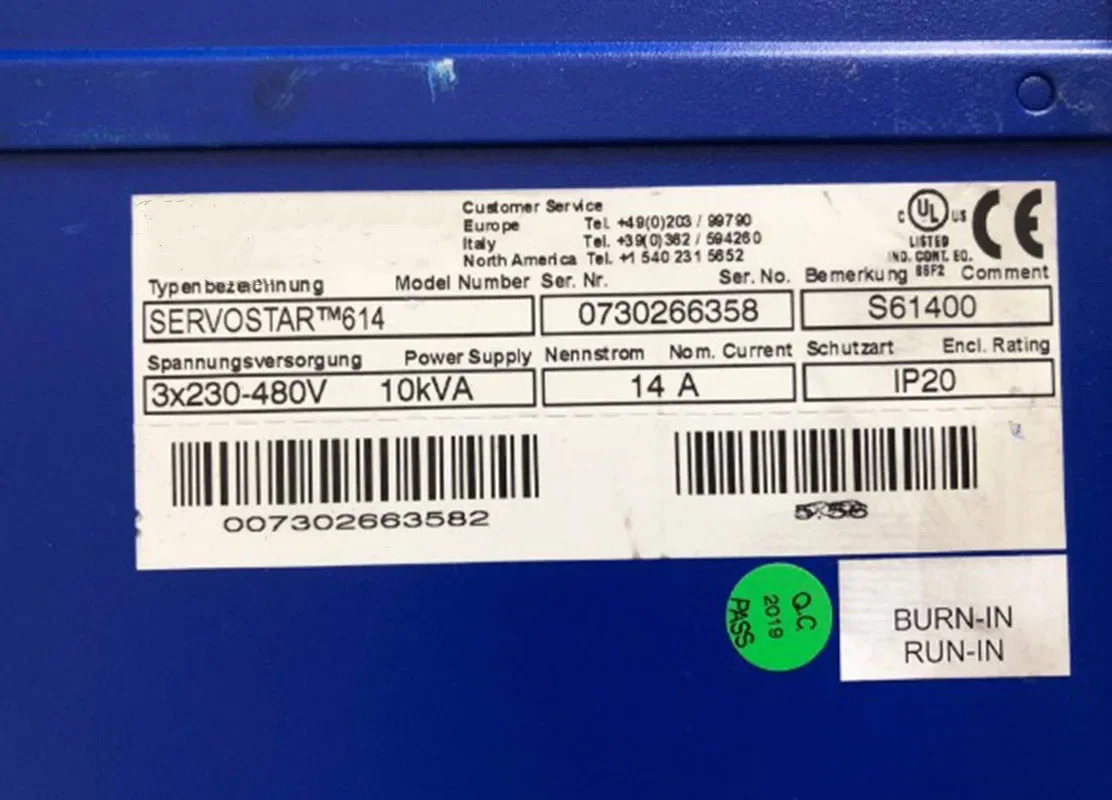 Customer Service
Europe Tel. +49(0)203 / 99790
Italy Tel. +39(0)362 / 594260
North America Tel. +1 540 231 5652
C UL US
LISTED
IND. CONT. EQ.
CE
Typenbezeichnung Model Number Ser. Nr. Ser. No. Bemerkung Comment
SERVOSTAR™614 0730266358 S61400
Spannungsversorgung Power Supply Nennstrom Nom. Current Schutzart Encl. Rating
3x230-480V 10kVA 14 A IP20
007302663582
Q.C.
2019
PASS
BURN-IN
RUN-IN